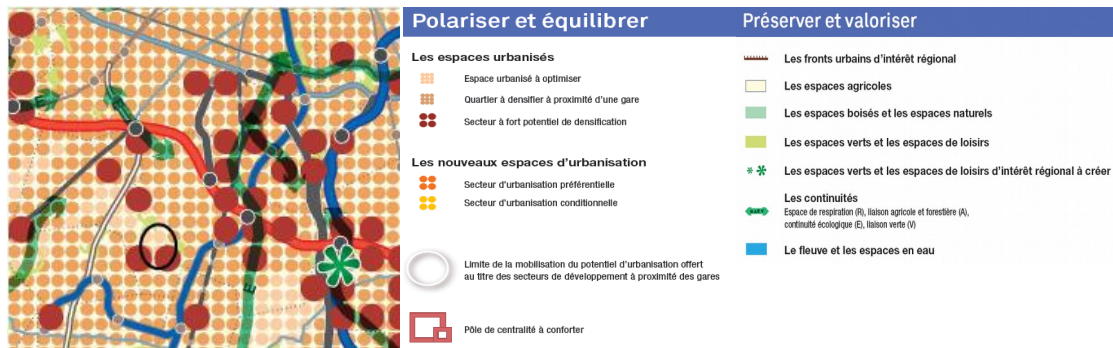 Polariser et équilibrer
Les espaces urbanisés
Espace urbanisé à optimiser
Quartier à densifier à proximité d'une gare
Secteur à fort potentiel de densification
Les nouveaux espaces d'urbanisation
Secteur d'urbanisation préférentielle
Secteur d'urbanisation conditionnelle
Limite de la mobilisation du potentiel d'urbanisation offert
au titre des secteurs de développement à proximité des gares
Pôle de centralité à conforter
Préserver et valoriser
Les fronts urbains d'intérêt régional
Les espaces agricoles
Les espaces boisés et les espaces naturels
Les espaces verts et les espaces de loisirs
Les espaces verts et les espaces de loisirs d'intérêt régional à créer
Les continuités
Espace de respiration (R), liaison agricole et forestière (A),
continuité écologique (E), liaison verte (V)
Le fleuve et les espaces en eau